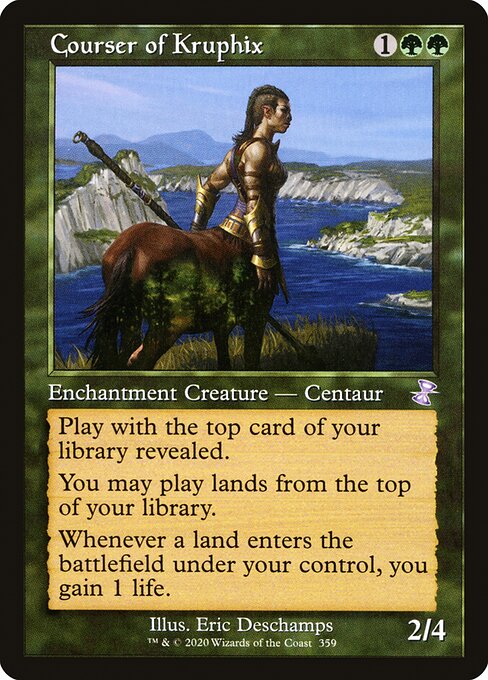 Courser of Kruphix 1
Enchantment Creature — Centaur
Play with the top card of your
library revealed.
You may play lands from the top
of your library.
Whenever a land enters the
battlefield under your control, you
gain 1 life.
Illus. Eric Deschamps
™ & © 2020 Wizards of the Coast 359
2/4